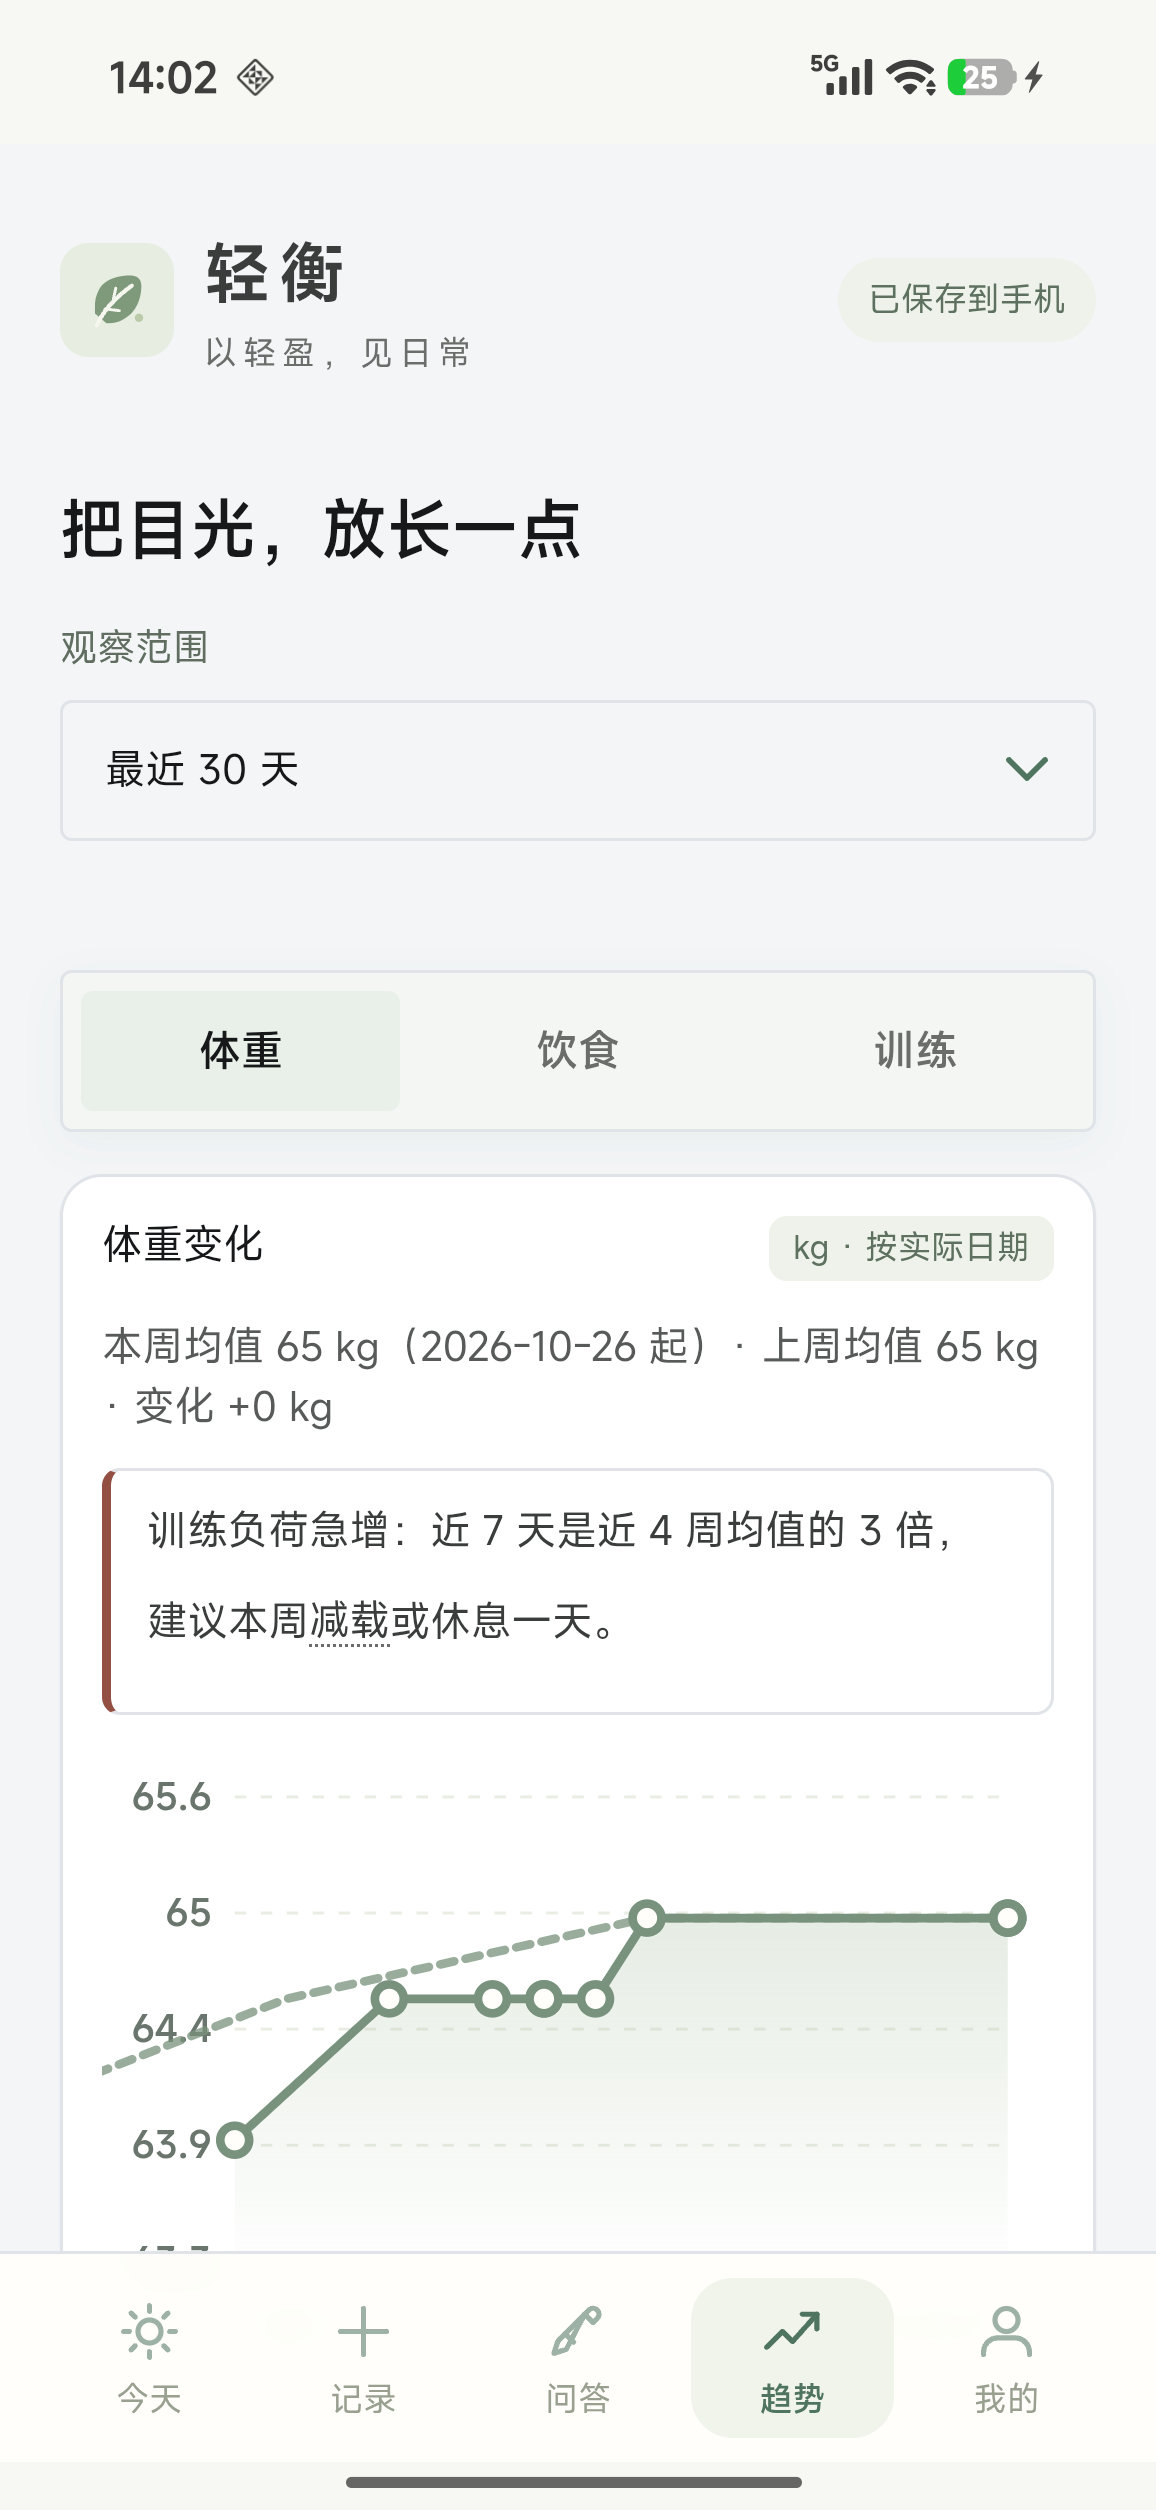 14:02
5G
25
轻衡
以轻盈，见日常
已保存到手机
把目光，放长一点
观察范围
最近 30 天
体重
饮食
训练
体重变化
kg · 按实际日期
本周均值 65 kg（2026-10-26 起）· 上周均值 65 kg
· 变化 +0 kg
训练负荷急增：近 7 天是近 4 周均值的 3 倍，
建议本周减载或休息一天。
65.6
65
64.4
63.9
今天
记录
问答
趋势
我的